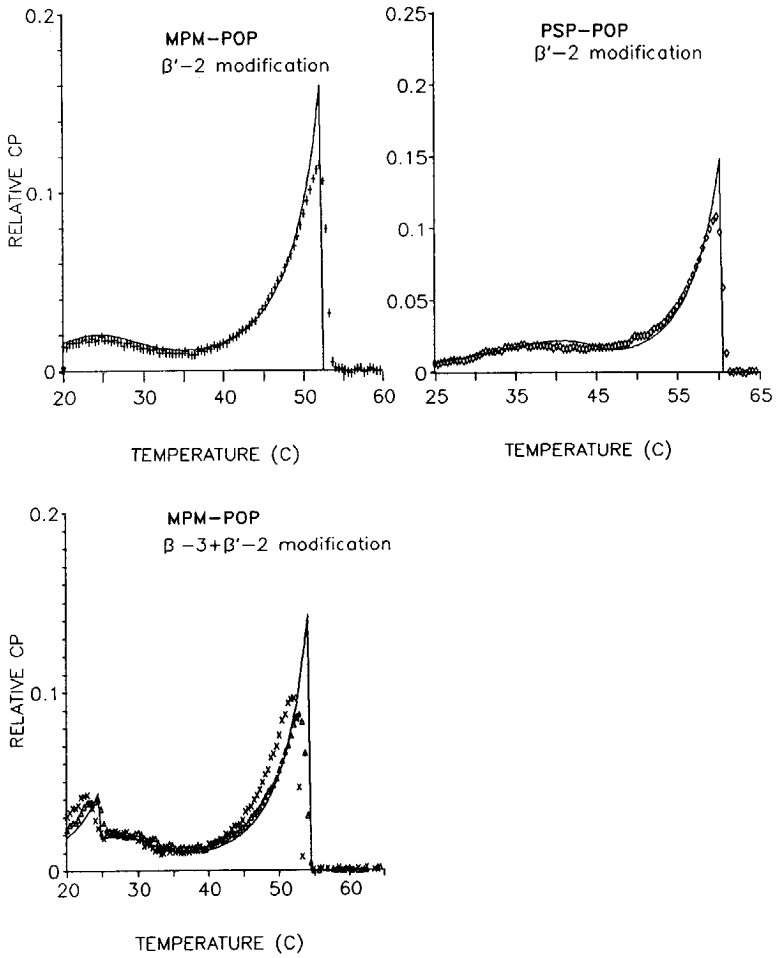 MPM-POP
β'-2 modification
RELATIVE CP
0.2
0.1
0
20 30 40 50 60
TEMPERATURE (C)
PSP-POP
β'-2 modification
0.25
0.2
0.15
0.1
0.05
0
25 35 45 55 65
TEMPERATURE (C)
MPM-POP
β -3+β'-2 modification
RELATIVE CP
0.2
0.1
0
20 30 40 50 60
TEMPERATURE (C)